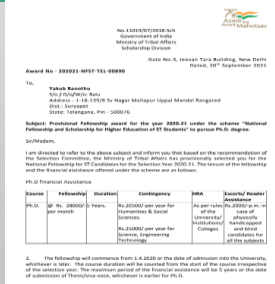 Azadi Ka
Amrit Mahotsav
No.11019/07/2018-Sch
Government of India
Ministry of Tribal Affairs
Scholarship Division
Gate No-3, Jeevan Tara Building, New Delhi
Dated, 20th September 2021
Award No - 202021-NFST-TEL-00890
To,
Yakub Banothu
S/o / D/o/W/o: Balu
Address - 1-18-159/B Sv Nagar Mallapur Uppal Mandal Rangared
Dist.: Suryapet
State: Telangana, Pin - 500076
Subject: Provisional Fellowship award for the year 2020-21 under the scheme "National Fellowship and Scholarship for Higher Education of ST Students" to pursue Ph.D. degree.
Sir/Madam,
I am directed to refer to the above subject and inform you that based on the recommendation of
the Selection Committee, the Ministry of Tribal Affairs has provisionally selected you for the
National Fellowship for ST Candidates for the Selection Year 2020-21. The tenure of the fellowship
and the financial assistance offered under the scheme are as follows:
Ph.D Financial Assistance
Course Fellowship Duration Contingency HRA Escorts/ Reader Assistance
Ph.D. @ Rs. 28000/- per month 5 Years. Rs.20500/-per year for Humanities & Social Sciences. Rs.25000/-per year for Science, Engineering Technology As per rules of the University/ Institutions/ Colleges. Rs.2000/-p.m. in case of physically handicapped and blind candidates for all the subjects
2. The fellowship will commence from 1.4.2020 or the date of admission into the University,
whichever is later. The course duration will be counted from the start of the course irrespective
of the selection year. The maximum period of the financial assistance will be 5 years or the date
of submission of Thesis/viva-voce, whichever is earlier for Ph.D.